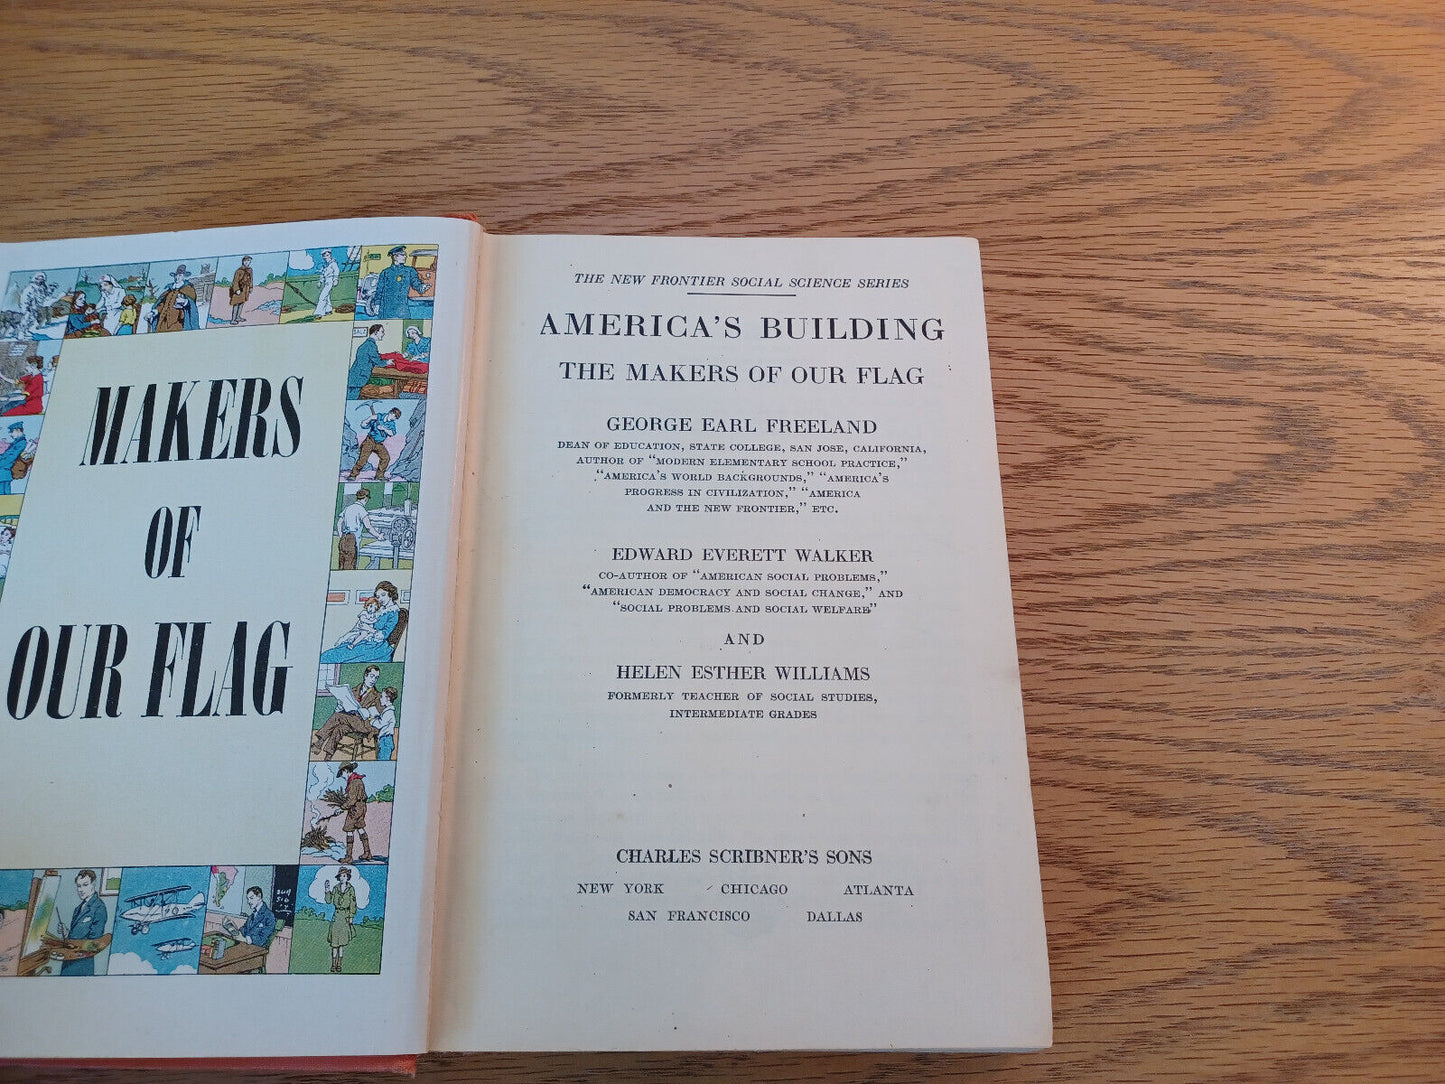 MAKERS
OF
OUR FLAG
THE NEW FRONTIER SOCIAL SCIENCE SERIES
AMERICA'S BUILDING
THE MAKERS OF OUR FLAG
GEORGE EARL FREELAND
DEAN OF EDUCATION, STATE COLLEGE, SAN JOSE, CALIFORNIA,
AUTHOR OF "MODERN ELEMENTARY SCHOOL PRACTICE,"
"AMERICA'S WORLD BACKGROUNDS," "AMERICA'S
PROGRESS IN CIVILIZATION," "AMERICA
AND THE NEW FRONTIER," ETC.
EDWARD EVERETT WALKER
CO-AUTHOR OF "AMERICAN SOCIAL PROBLEMS,"
"AMERICAN DEMOCRACY AND SOCIAL CHANGE," AND
"SOCIAL PROBLEMS AND SOCIAL WELFARE"
AND
HELEN ESTHER WILLIAMS
FORMERLY TEACHER OF SOCIAL STUDIES,
INTERMEDIATE GRADES
CHARLES SCRIBNER'S SONS
NEW YORK CHICAGO ATLANTA
SAN FRANCISCO DALLAS